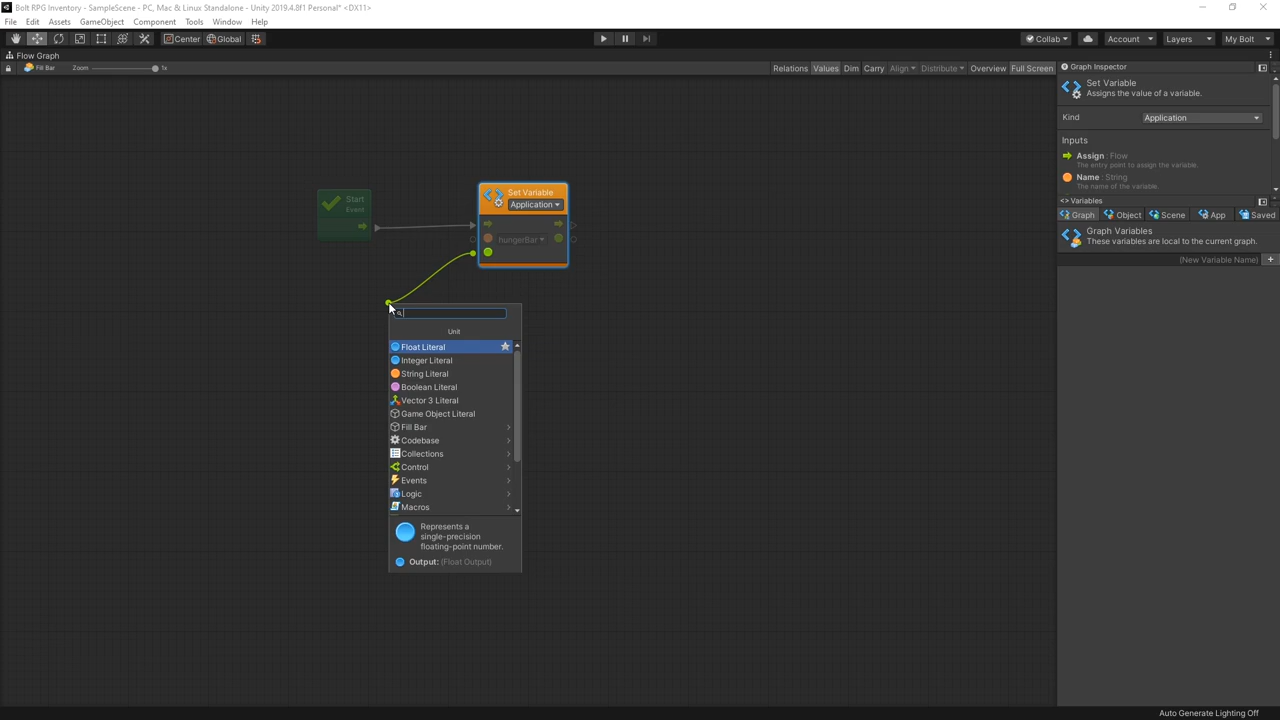 Bolt RPG Inventory - SampleScene - PC, Mac & Linux Standalone - Unity 2019.4.8f1 Personal* <DX11>
File Edit Assets GameObject Component Tools Window Help
Center Global Collab Account Layers My Bolt
Flow Graph
Fill Bar Zoom 1x Relations Values Dim Carry Align Distribute Overview Full Screen
Graph Inspector
Set Variable
Assigns the value of a variable.
Kind Application
Inputs
Assign : Flow
The entry point to assign the variable.
Name : String
The name of the variable.
<> Variables
Graph Object Scene App Saved
Graph Variables
These variables are local to the current graph.
(New Variable Name) +
Start
Event
Set Variable
Application
hungerBar
Unit
Float Literal
Integer Literal
String Literal
Boolean Literal
Vector 3 Literal
Game Object Literal
Fill Bar
Codebase
Collections
Control
Events
Logic
Macros
Represents a
single-precision
floating-point number.
Output: (Float Output)
Auto Generate Lighting Off